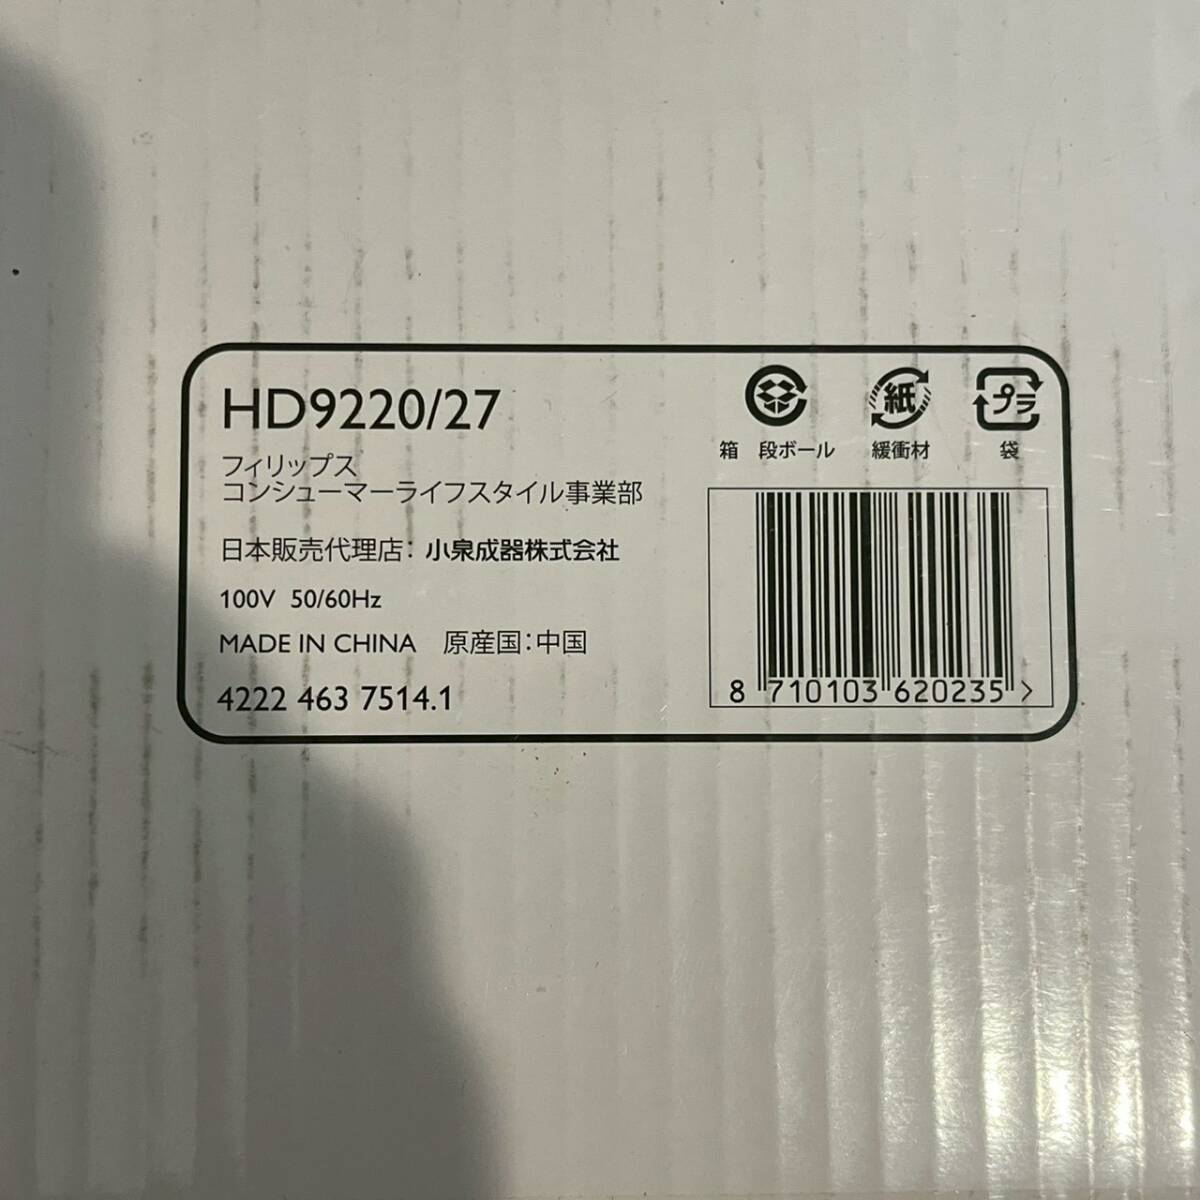 HD9220/27
フィリップス
コンシューマーライフスタイル事業部
日本販売代理店：小泉成器株式会社
100V 50/60Hz
MADE IN CHINA 原産国：中国
4222 463 7514.1
紙 プラ
箱 段ボール 緩衝材 袋
8 710103 620235 >